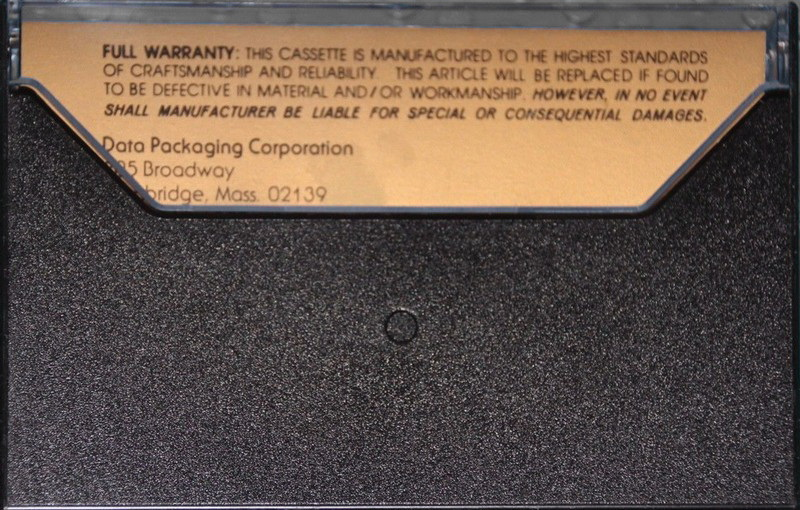 FULL WARRANTY: THIS CASSETTE IS MANUFACTURED TO THE HIGHEST STANDARDS
OF CRAFTSMANSHIP AND RELIABILITY. THIS ARTICLE WILL BE REPLACED IF FOUND
TO BE DEFECTIVE IN MATERIAL AND/OR WORKMANSHIP. HOWEVER, IN NO EVENT
SHALL MANUFACTURER BE LIABLE FOR SPECIAL OR CONSEQUENTIAL DAMAGES.
Data Packaging Corporation
Broadway
bridge, Mass. 02139